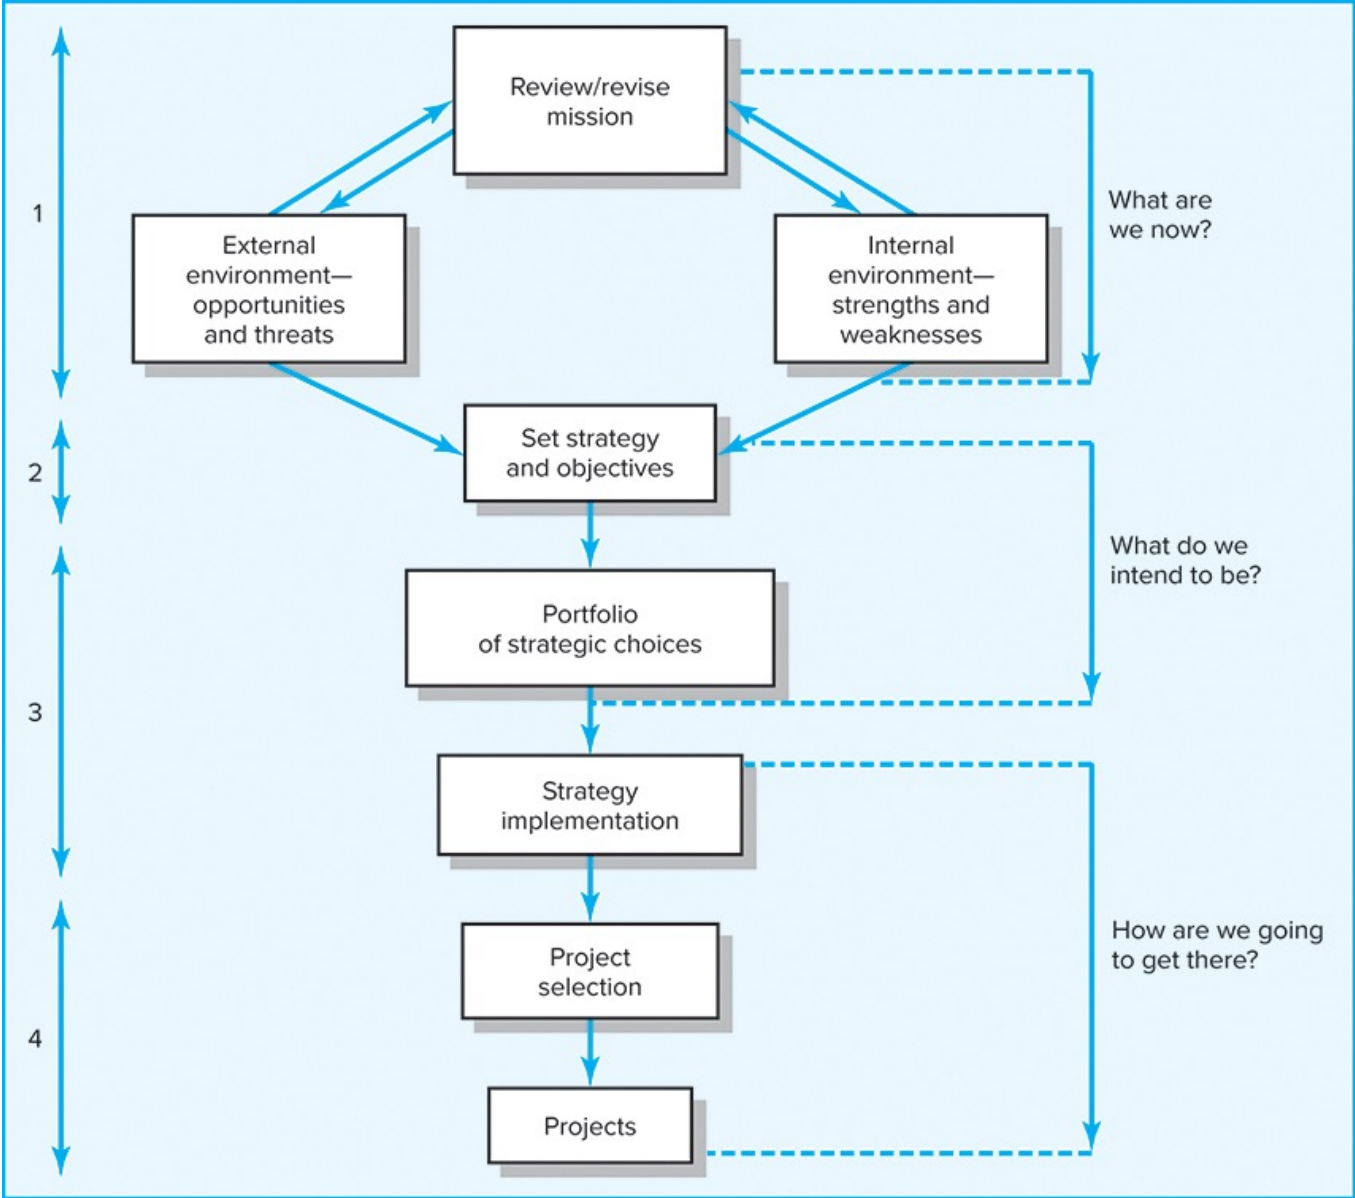 Review/revise
mission
1
External
environment—
opportunities
and threats
Internal
environment—
strengths and
weaknesses
What are
we now?
2
Set strategy
and objectives
What do we
intend to be?
3
Portfolio
of strategic choices
Strategy
implementation
4
Project
selection
How are we going
to get there?
Projects